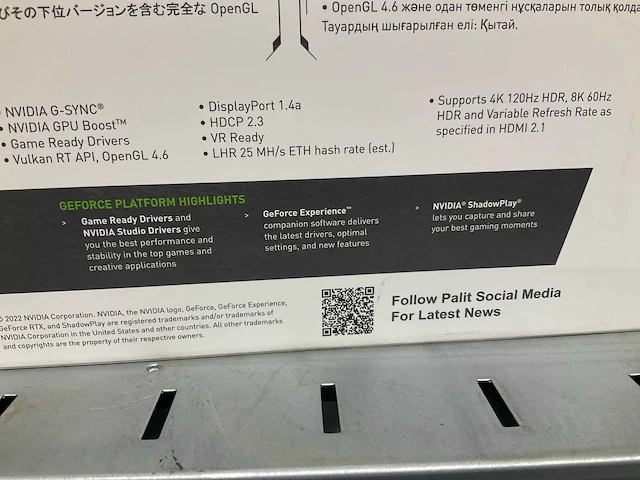 びその下位バージョンを含む完全な OpenGL
• OpenGL 4.6 және одан төменгі нұсқаларын толық қолда
Тауардың шығарылған елі: Қытай.
NVIDIA G-SYNC®
• NVIDIA GPU Boost™
• Game Ready Drivers
• Vulkan RT API, OpenGL 4.6
• DisplayPort 1.4a
• HDCP 2.3
• VR Ready
• LHR 25 MH/s ETH hash rate (est.)
• Supports 4K 120Hz HDR, 8K 60Hz
HDR and Variable Refresh Rate as
specified in HDMI 2.1
GEFORCE PLATFORM HIGHLIGHTS
> Game Ready Drivers and
NVIDIA Studio Drivers give
you the best performance and
stability in the top games and
creative applications
> GeForce Experience™
companion software delivers
the latest drivers, optimal
settings, and new features
> NVIDIA® ShadowPlay®
lets you capture and share
your best gaming moments
© 2022 NVIDIA Corporation. NVIDIA, the NVIDIA logo, GeForce, GeForce Experience,
GeForce RTX, and ShadowPlay are registered trademarks and/or trademarks of
NVIDIA Corporation in the United States and other countries. All other trademarks
and copyrights are the property of their respective owners.
Follow Palit Social Media
For Latest News